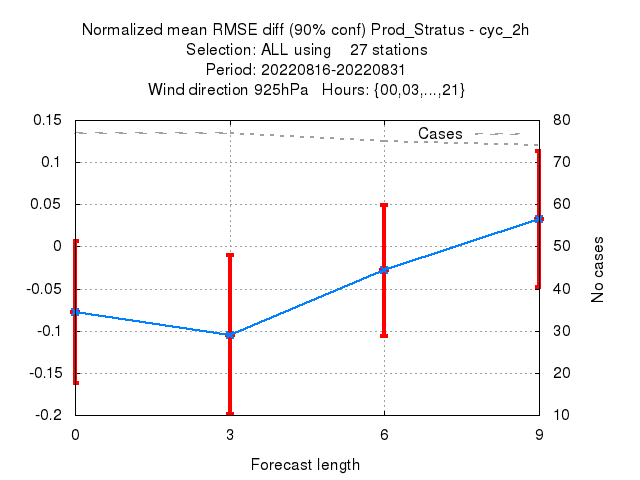 Normalized mean RMSE diff (90% conf) Prod_Stratus - cyc_2h
Selection: ALL using    27 stations
Period: 20220816-20220831
Wind direction 925hPa   Hours: {00,03,...,21}
0.15
0.1
0.05
0
-0.05
-0.1
-0.15
-0.2
Cases
80
70
60
50
40
30
20
10
No cases
0 3 6 9
Forecast length